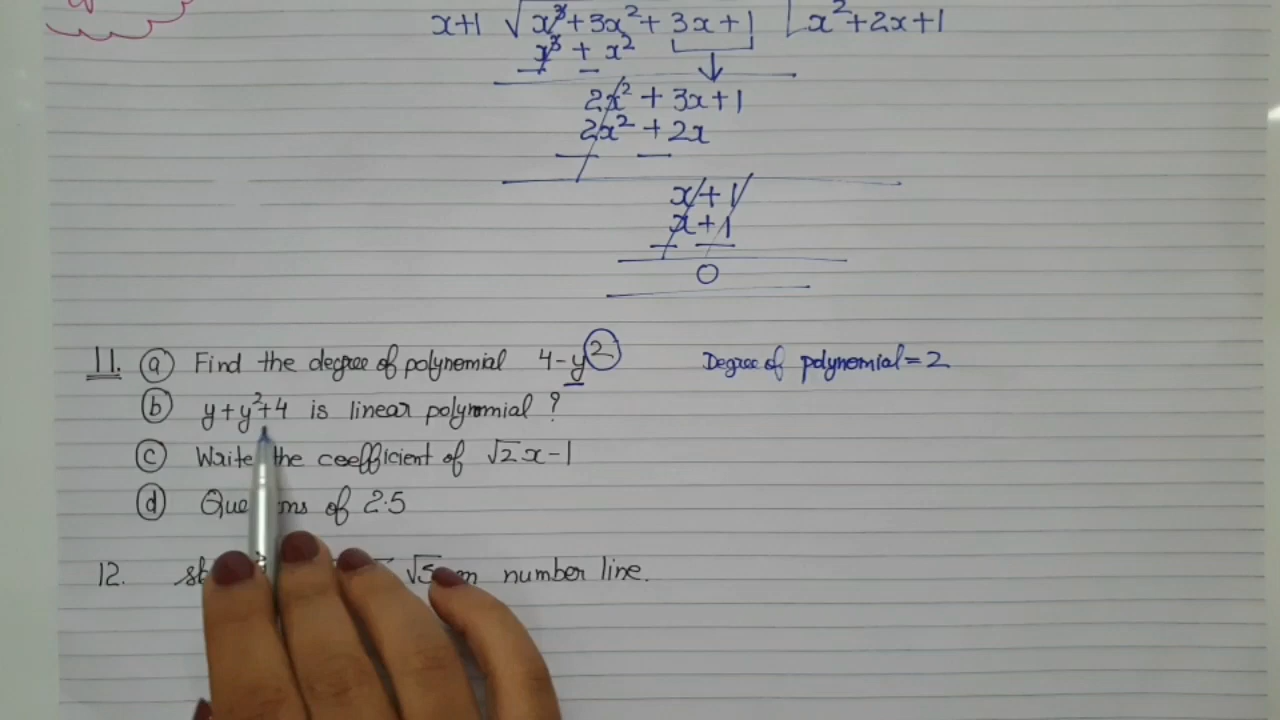 x+1 √x³+3x²+3x+1 x²+2x+1
x³ + x²
2x² + 3x+1
2x² + 2x
x + 1
x + 1
0
11. (a) Find the degree of polynomial 4-y² Degree of polynomial = 2
(b) y+y²+4 is linear polynomial ?
(c) Write the coefficient of √2x-1
(d) of 2.5
12. √5 on number line.